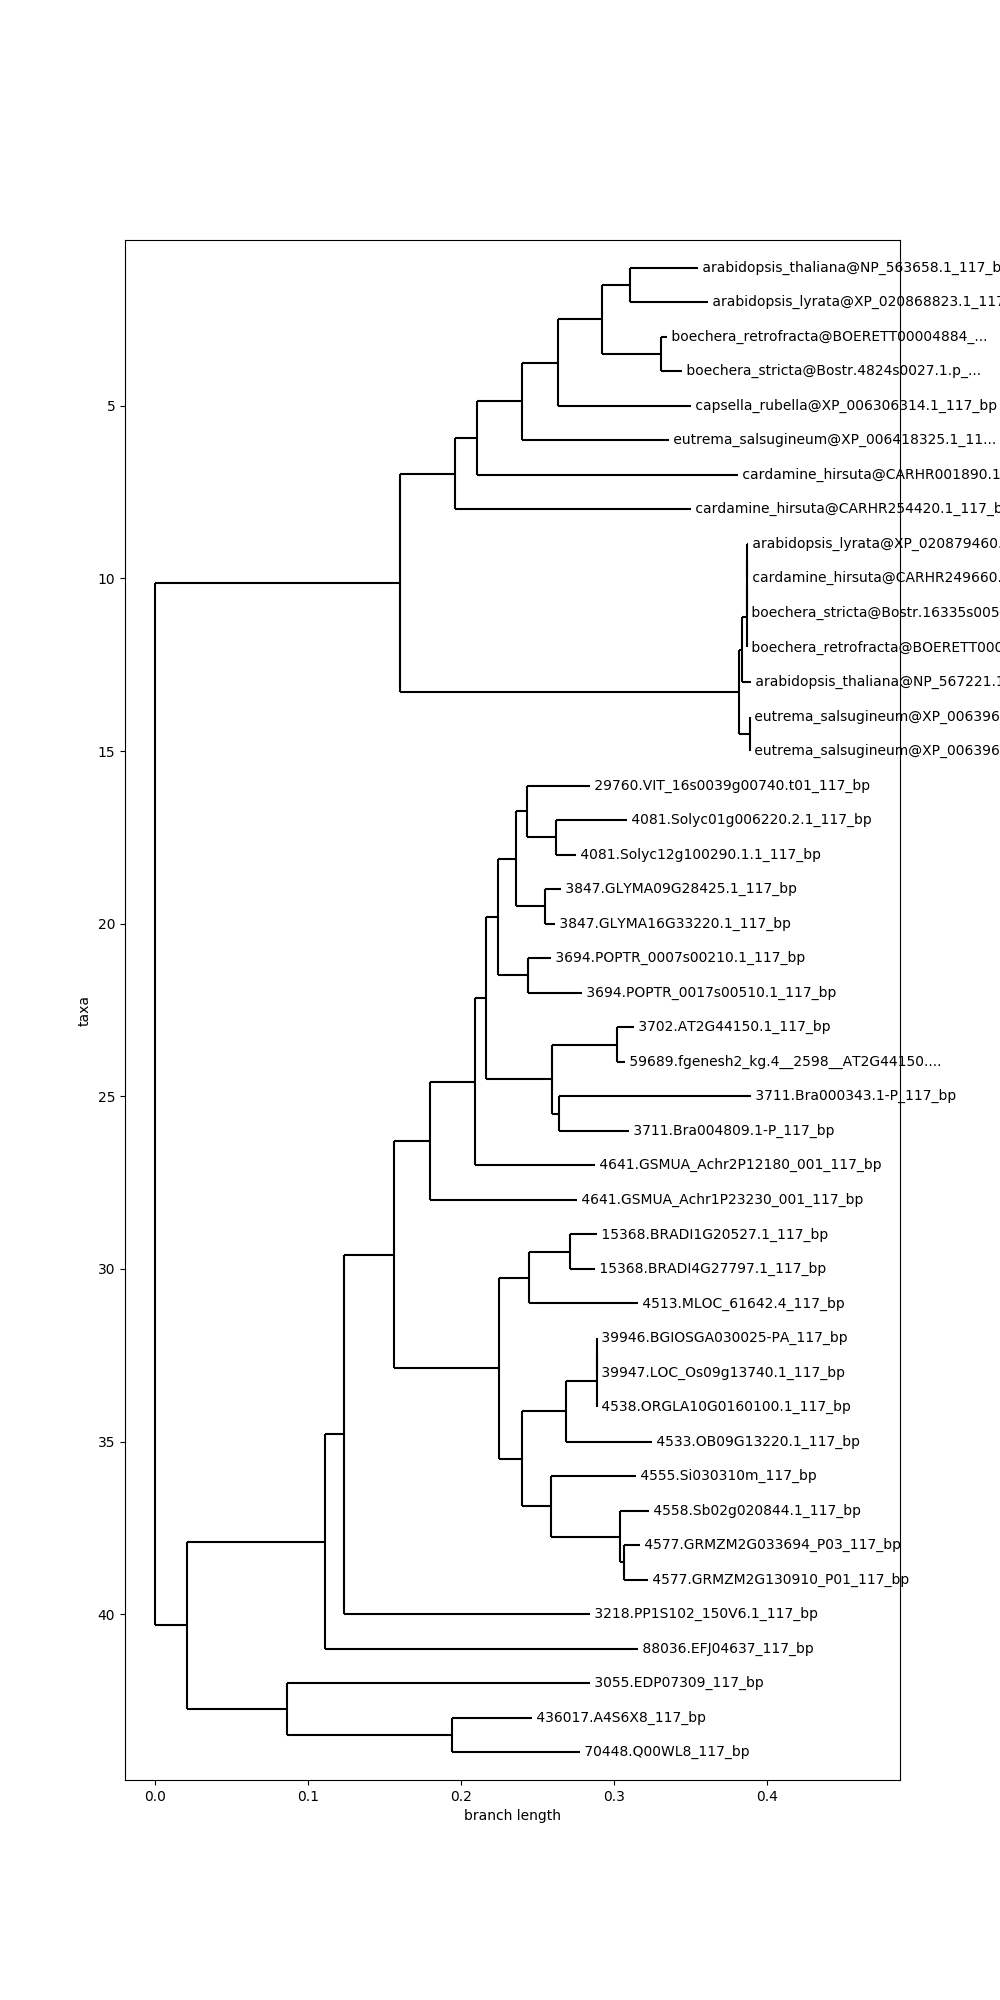 arabidopsis_thaliana@NP_563658.1_117_b
arabidopsis_lyrata@XP_020868823.1_117
boechera_retrofracta@BOERETT00004884_...
boechera_stricta@Bostr.4824s0027.1.p_...
5
capsella_rubella@XP_006306314.1_117_bp
eutrema_salsugineum@XP_006418325.1_11...
cardamine_hirsuta@CARHR001890.1
cardamine_hirsuta@CARHR254420.1_117_b
arabidopsis_lyrata@XP_020879460.
10
cardamine_hirsuta@CARHR249660.
boechera_stricta@Bostr.16335s005
boechera_retrofracta@BOERETT000
arabidopsis_thaliana@NP_567221.1
eutrema_salsugineum@XP_006396
15
eutrema_salsugineum@XP_006396
29760.VIT_16s0039g00740.t01_117_bp
4081.Solyc01g006220.2.1_117_bp
4081.Solyc12g100290.1.1_117_bp
3847.GLYMA09G28425.1_117_bp
20
3847.GLYMA16G33220.1_117_bp
3694.POPTR_0007s00210.1_117_bp
3694.POPTR_0017s00510.1_117_bp
taxa
3702.AT2G44150.1_117_bp
59689.fgenesh2_kg.4__2598__AT2G44150....
25
3711.Bra000343.1-P_117_bp
3711.Bra004809.1-P_117_bp
4641.GSMUA_Achr2P12180_001_117_bp
4641.GSMUA_Achr1P23230_001_117_bp
15368.BRADI1G20527.1_117_bp
30
15368.BRADI4G27797.1_117_bp
4513.MLOC_61642.4_117_bp
39946.BGIOSGA030025-PA_117_bp
39947.LOC_Os09g13740.1_117_bp
4538.ORGLA10G0160100.1_117_bp
35
4533.OB09G13220.1_117_bp
4555.Si030310m_117_bp
4558.Sb02g020844.1_117_bp
4577.GRMZM2G033694_P03_117_bp
4577.GRMZM2G130910_P01_117_bp
40
3218.PP1S102_150V6.1_117_bp
88036.EFJ04637_117_bp
3055.EDP07309_117_bp
436017.A4S6X8_117_bp
70448.Q00WL8_117_bp
0.0 0.1 0.2 0.3 0.4
branch length